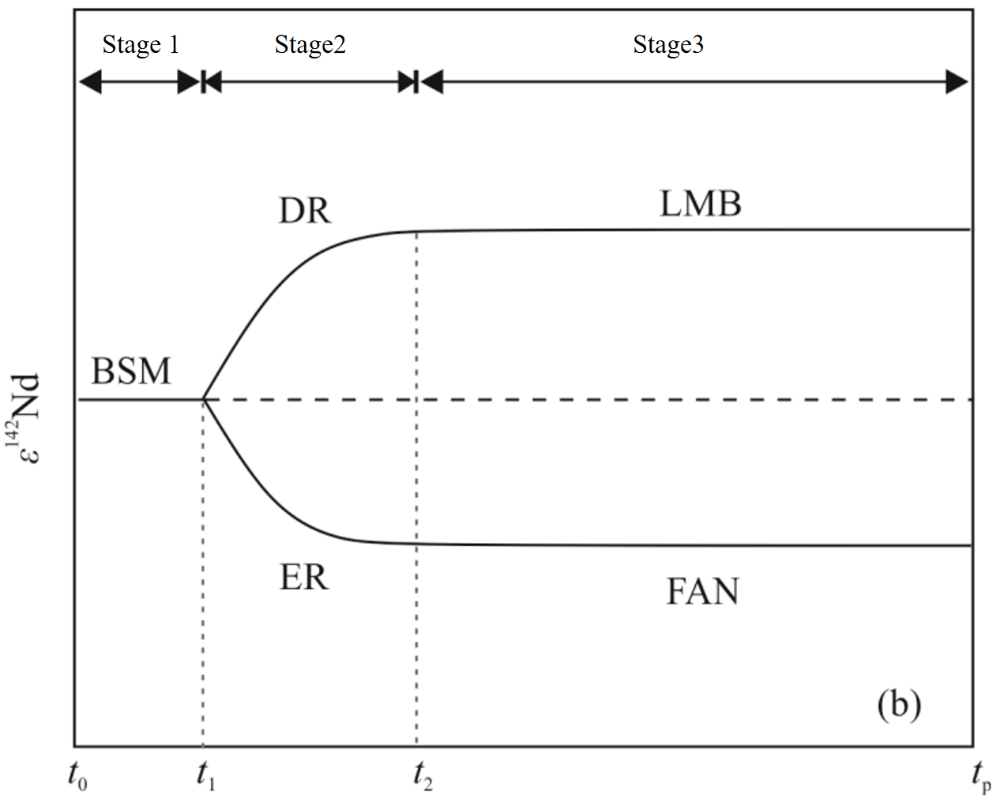 Stage 1 Stage2 Stage3
DR LMB
BSM
ε¹⁴²Nd
ER FAN
(b)
t₀ t₁ t₂ tₚ